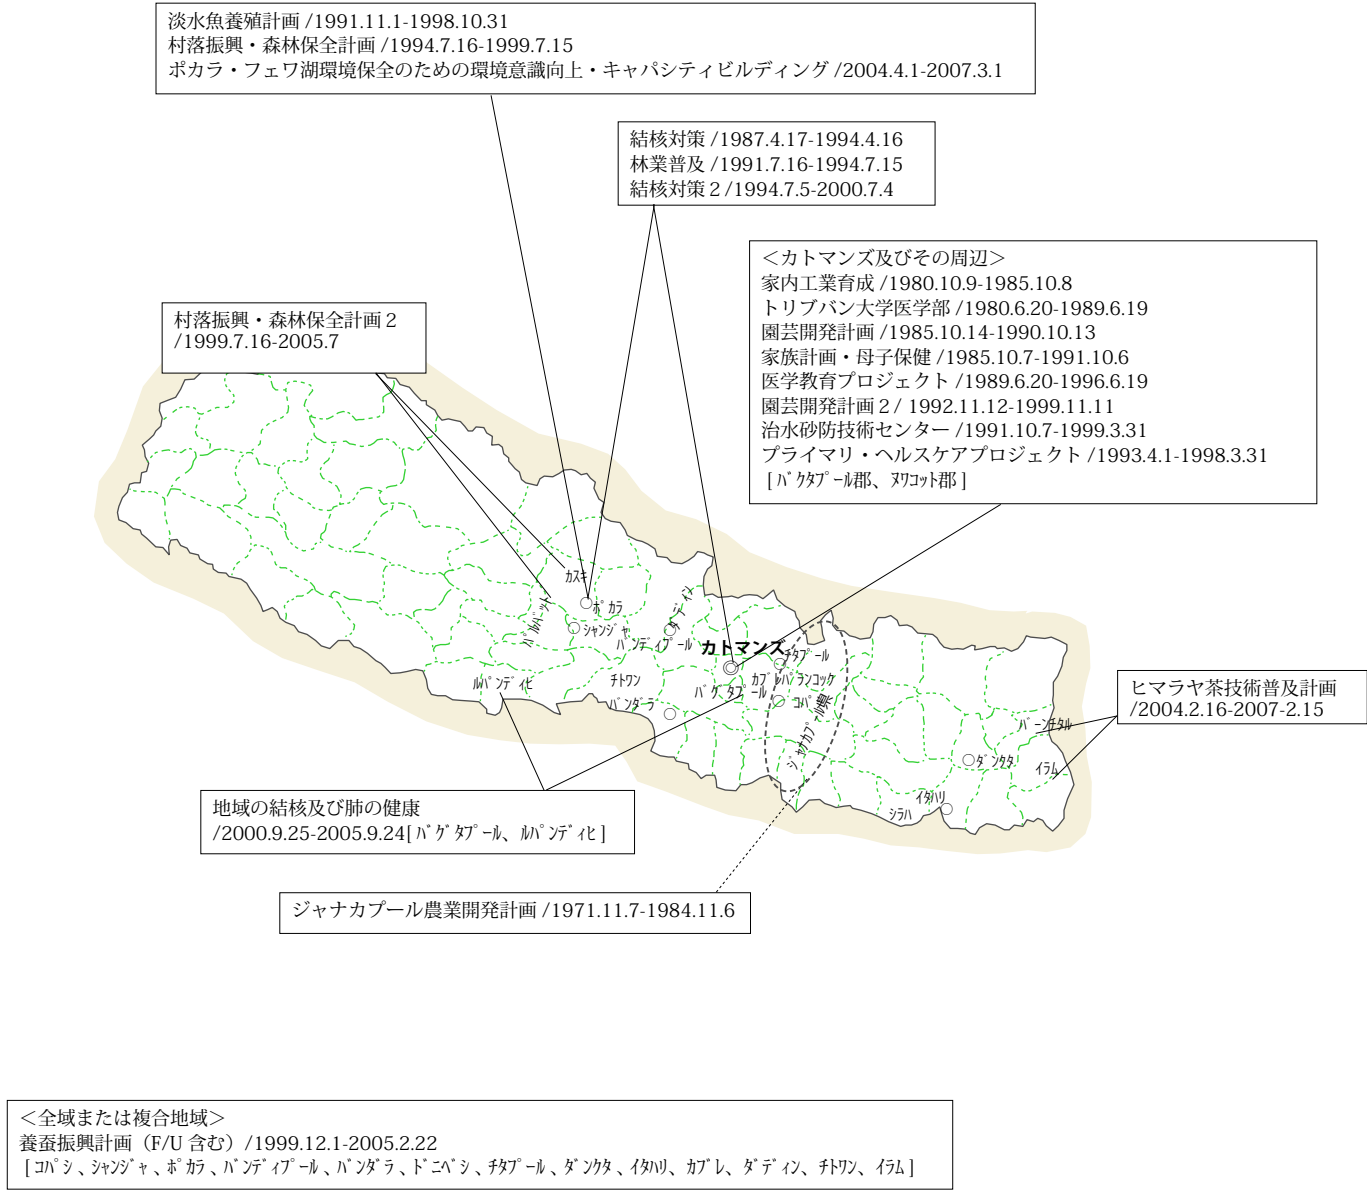 淡水魚養殖計画 /1991.11.1-1998.10.31
村落振興・森林保全計画 /1994.7.16-1999.7.15
ポカラ・フェワ湖環境保全のための環境意識向上・キャパシティビルディング /2004.4.1-2007.3.1
結核対策 /1987.4.17-1994.4.16
林業普及 /1991.7.16-1994.7.15
結核対策２/1994.7.5-2000.7.4
＜カトマンズ及びその周辺＞
家内工業育成 /1980.10.9-1985.10.8
トリブバン大学医学部 /1980.6.20-1989.6.19
園芸開発計画 /1985.10.14-1990.10.13
家族計画・母子保健 /1985.10.7-1991.10.6
医学教育プロジェクト /1989.6.20-1996.6.19
園芸開発計画２/ 1992.11.12-1999.11.11
治水砂防技術センター /1991.10.7-1999.3.31
プライマリ・ヘルスケアプロジェクト /1993.4.1-1998.3.31
[ ﾊﾞｸﾀﾌﾟｰﾙ郡、ﾇﾜｺｯﾄ郡 ]
村落振興・森林保全計画２
/1999.7.16-2005.7
ｶｽｷ
ﾎﾟｶﾗ
ﾊﾟﾙﾊﾞｯﾄ
ｼｬﾝｼﾞｬ
ﾀﾞﾃﾞｨﾝ
ﾊﾞﾝﾃﾞｨﾌﾟｰﾙ
カトマンズ
ﾁﾀﾌﾟｰﾙ
ｶﾌﾞﾚﾊﾟﾗﾝｺｯｸ
ﾙﾊﾟﾝﾃﾞｨﾋ
ﾁﾄﾜﾝ
ﾊﾞｸﾞﾀﾌﾟｰﾙ
ﾊﾞﾝﾀﾞﾗ
ｺﾊﾟｼ
ｼﾞｬﾅｶﾌﾟｰﾙ県
ヒマラヤ茶技術普及計画
/2004.2.16-2007-2.15
ﾊﾟｰﾝﾁﾀﾙ
ﾀﾞﾝｸﾀ
ｲﾗﾑ
ｲﾀﾊﾘ
ｼﾗﾊ
地域の結核及び肺の健康
/2000.9.25-2005.9.24[ ﾊﾞｸﾞﾀﾌﾟｰﾙ、ﾙﾊﾟﾝﾃﾞｨﾋ ]
ジャナカプール農業開発計画 /1971.11.7-1984.11.6
＜全域または複合地域＞
養蚕振興計画（F/U 含む）/1999.12.1-2005.2.22
[ ｺﾊﾟｼ 、ｼｬﾝｼﾞｬ 、ﾎﾟｶﾗ 、ﾊﾞﾝﾃﾞｨﾌﾟｰﾙ 、ﾊﾞﾝﾀﾞﾗ 、ﾄﾞﾆﾍﾞｼ 、ﾁﾀﾌﾟｰﾙ 、ﾀﾞﾝｸﾀ 、ｲﾀﾊﾘ、ｶﾌﾞﾚ、ﾀﾞﾃﾞｨﾝ、ﾁﾄﾜﾝ、ｲﾗﾑ ]